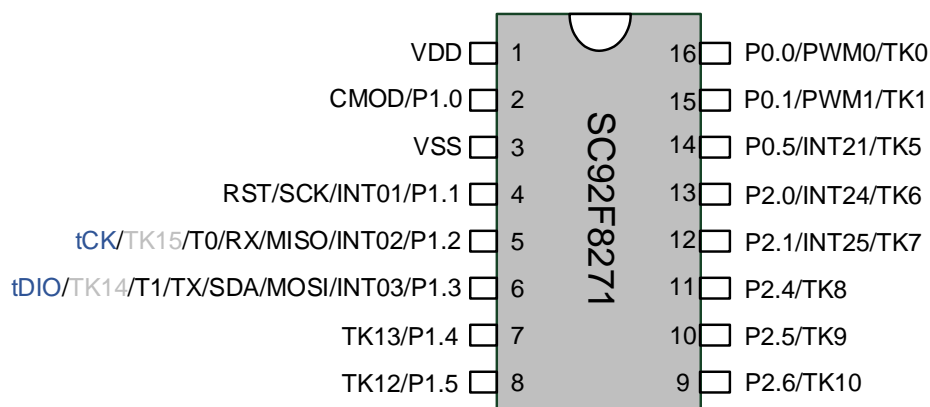 VDD 1 16 P0.0/PWM0/TK0
CMOD/P1.0 2 15 P0.1/PWM1/TK1
VSS 3 14 P0.5/INT21/TK5
RST/SCK/INT01/P1.1 4 13 P2.0/INT24/TK6
tCK/TK15/T0/RX/MISO/INT02/P1.2 5 12 P2.1/INT25/TK7
tDIO/TK14/T1/TX/SDA/MOSI/INT03/P1.3 6 11 P2.4/TK8
TK13/P1.4 7 10 P2.5/TK9
TK12/P1.5 8 9 P2.6/TK10
SC92F8271